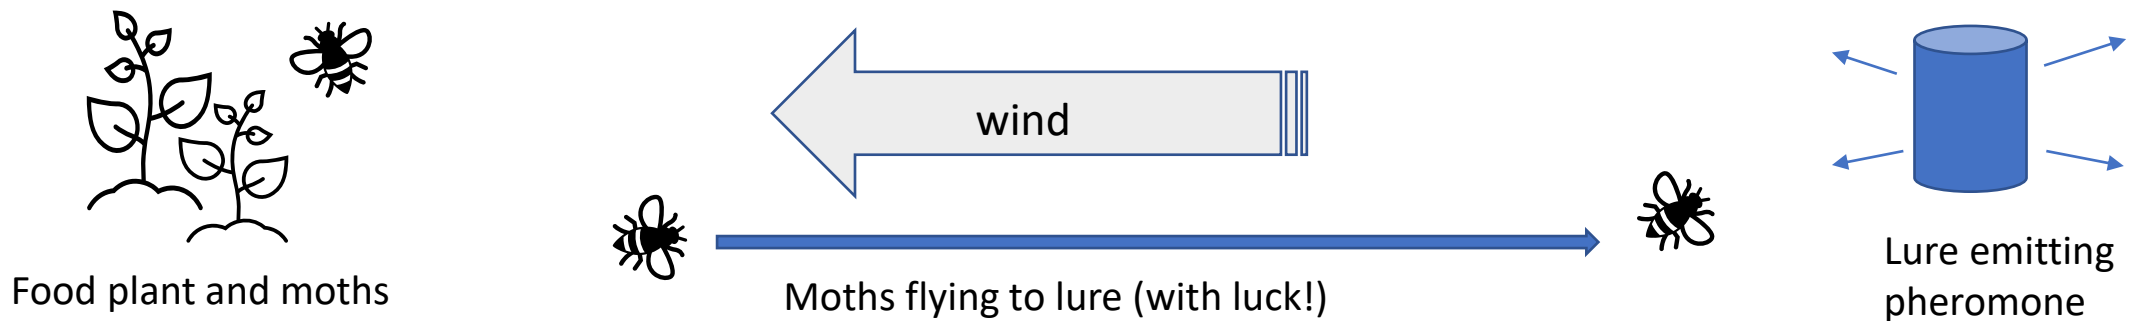 wind
Food plant and moths
Moths flying to lure (with luck!)
Lure emitting
pheromone